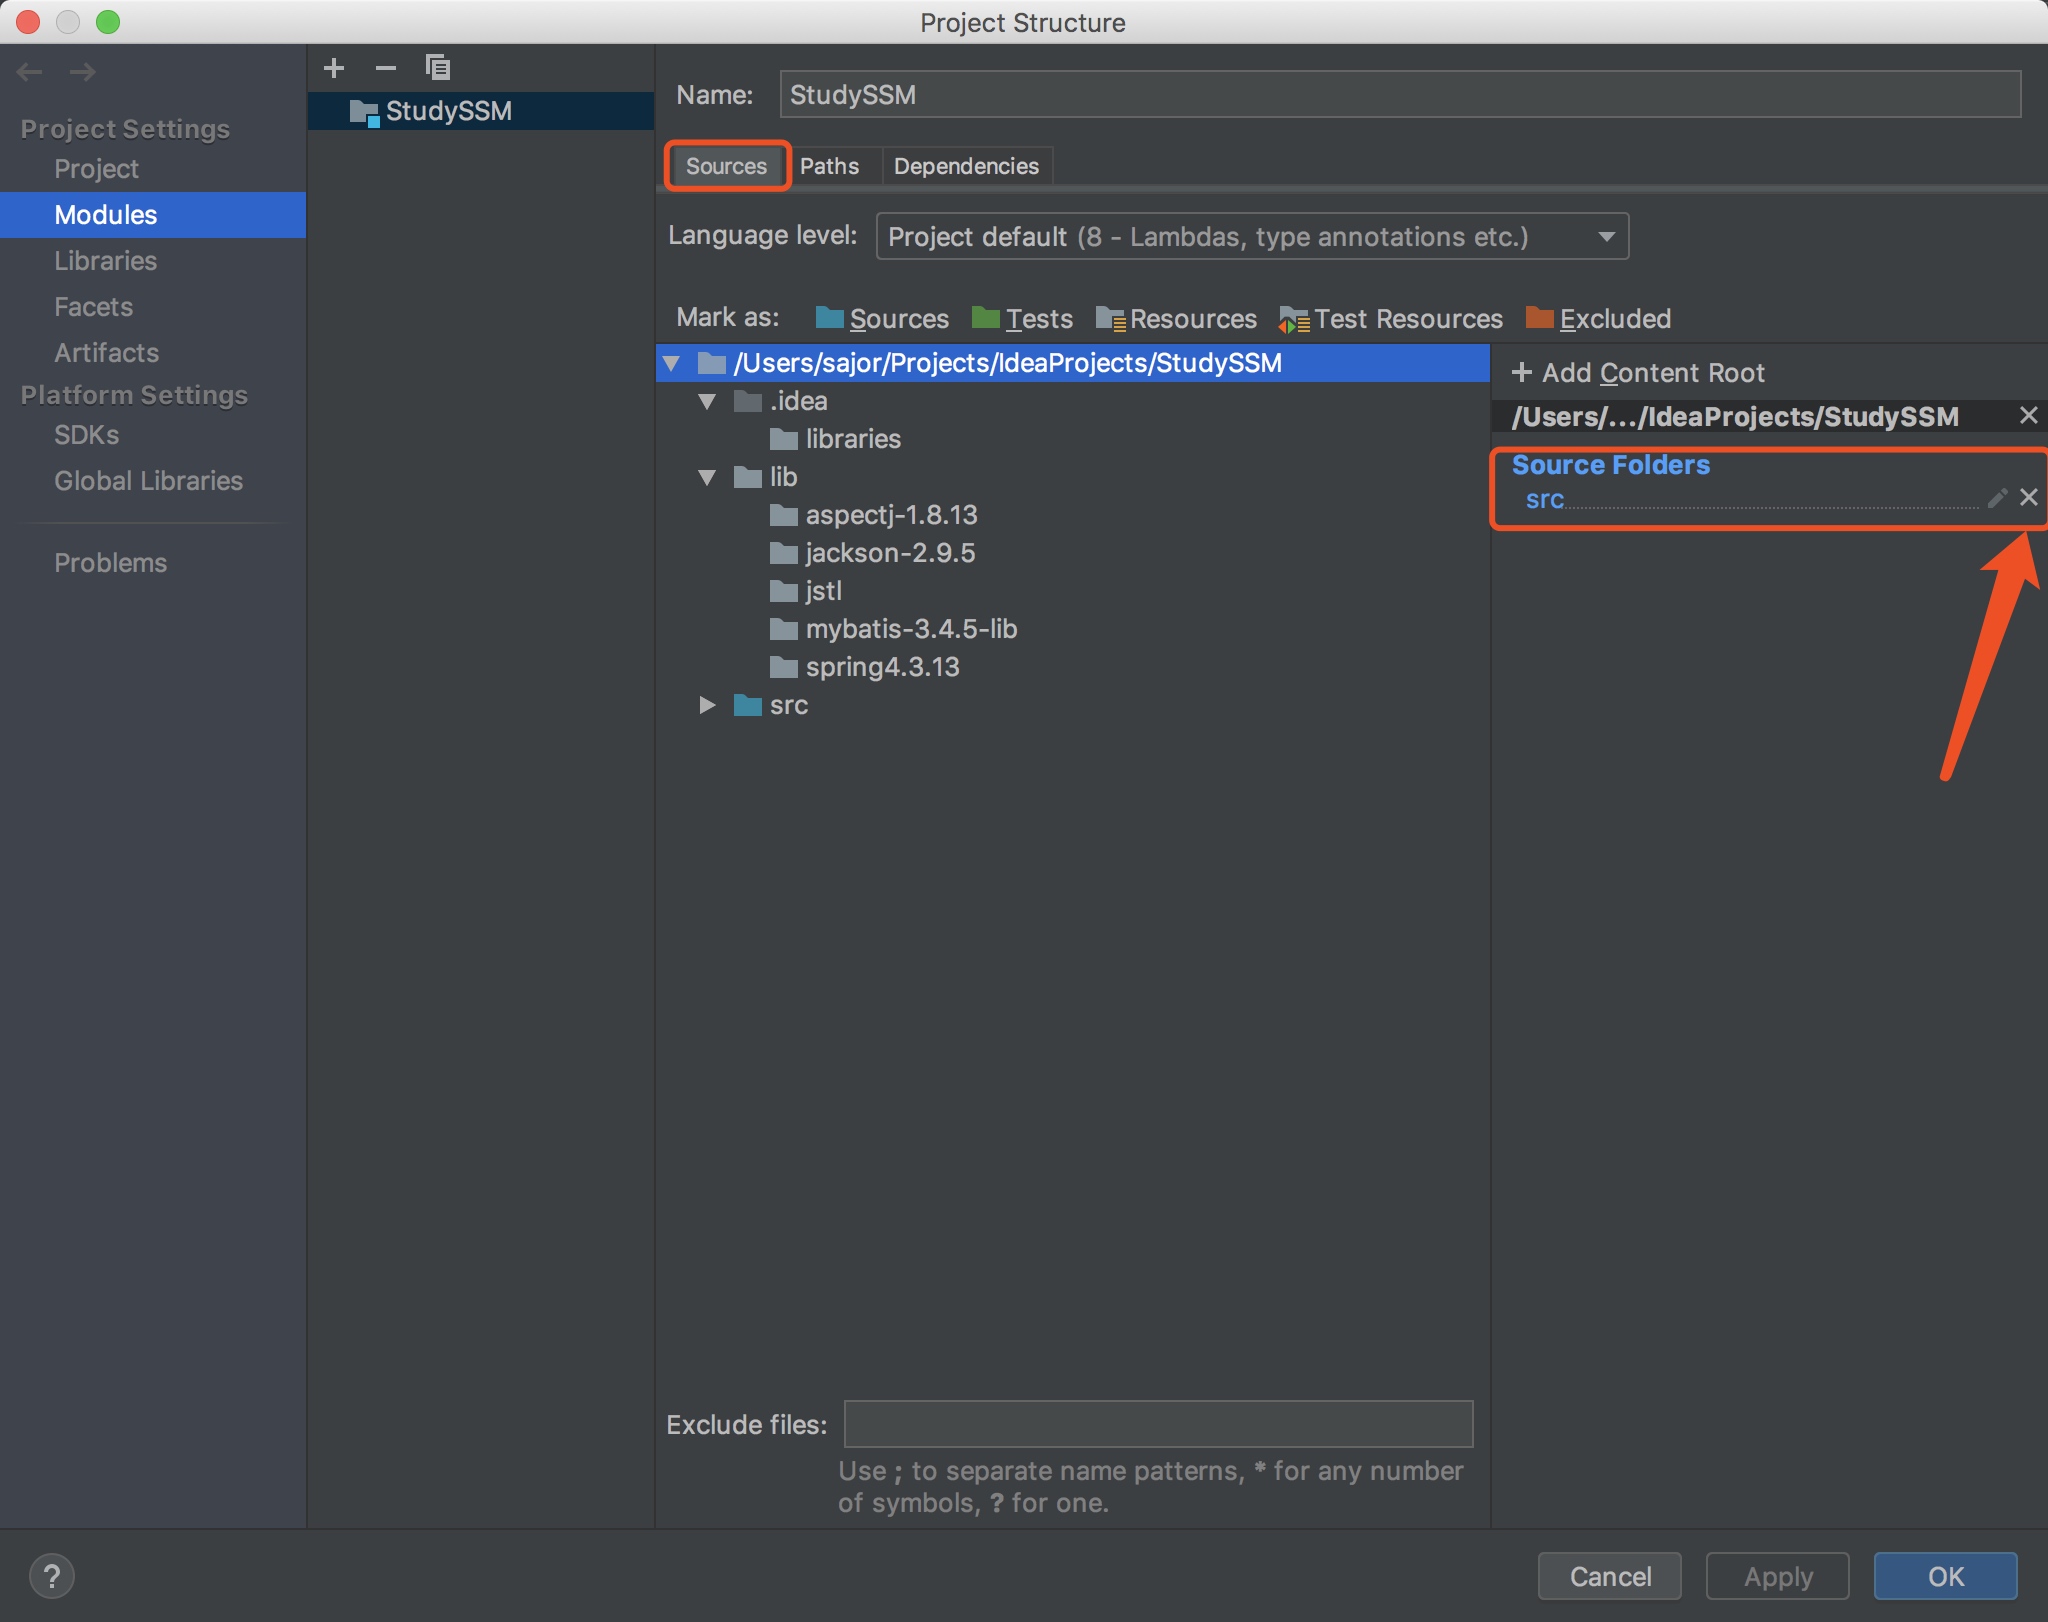 Project Structure
Project Settings
Project
Modules
Libraries
Facets
Artifacts
Platform Settings
SDKs
Global Libraries
Problems
StudySSM
Name: StudySSM
Sources Paths Dependencies
Language level: Project default (8 - Lambdas, type annotations etc.)
Mark as: Sources Tests Resources Test Resources Excluded
/Users/sajor/Projects/IdeaProjects/StudySSM
.idea
libraries
lib
aspectj-1.8.13
jackson-2.9.5
jstl
mybatis-3.4.5-lib
spring4.3.13
src
+ Add Content Root
/Users/.../IdeaProjects/StudySSM
Source Folders
src
Exclude files:
Use ; to separate name patterns, * for any number
of symbols, ? for one.
?
Cancel Apply OK